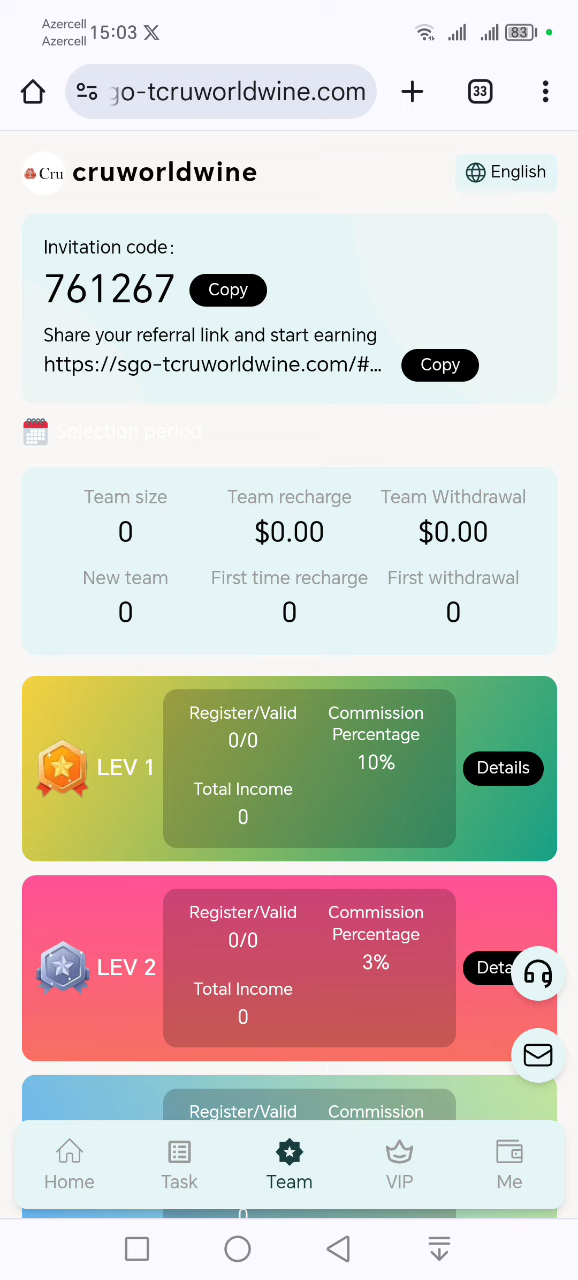 Azercell
Azercell
15:03
83
go-tcruworldwine.com
33
Cru cruworldwine
English
Invitation code:
761267
Copy
Share your referral link and start earning
https://sgo-tcruworldwine.com/#...
Copy
Selection period
Team size Team recharge Team Withdrawal
0 $0.00 $0.00
New team First time recharge First withdrawal
0 0 0
LEV 1
Register/Valid
0/0
Commission
Percentage
10%
Total Income
0
Details
LEV 2
Register/Valid
0/0
Commission
Percentage
3%
Total Income
0
Deta
Register/Valid
Commission
0
Home Task Team VIP Me